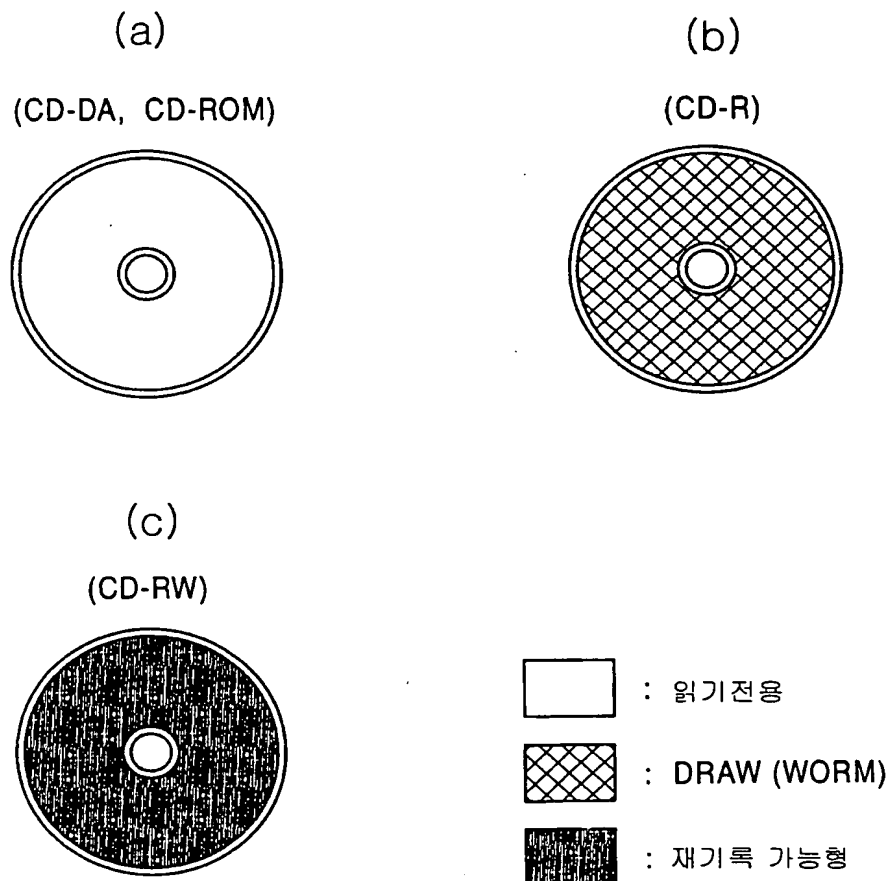 (a)
(CD-DA, CD-ROM)
(b)
(CD-R)
(c)
(CD-RW)
: 읽기전용
: DRAW (WORM)
: 재기록 가능형